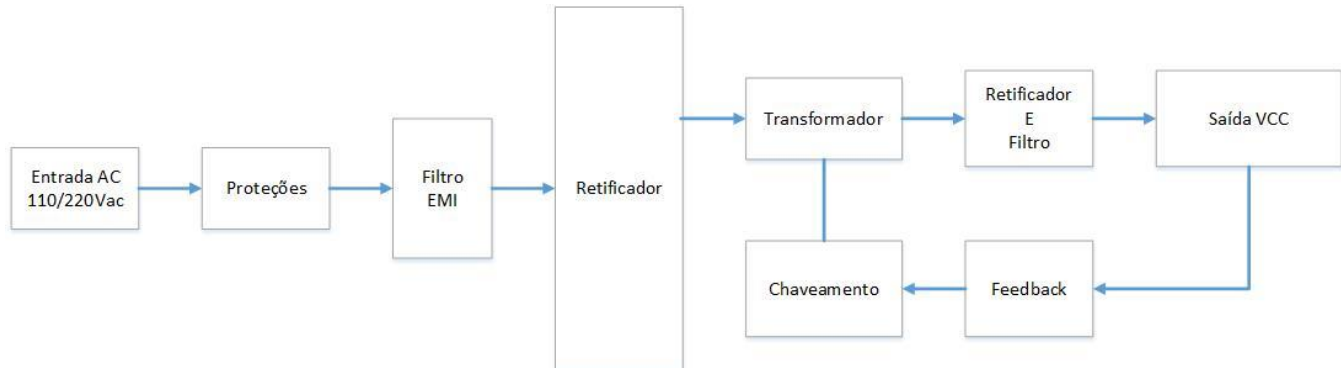 Entrada AC
110/220Vac
Proteções
Filtro
EMI
Retificador
Transformador
Retificador
E
Filtro
Saída VCC
Chaveamento
Feedback